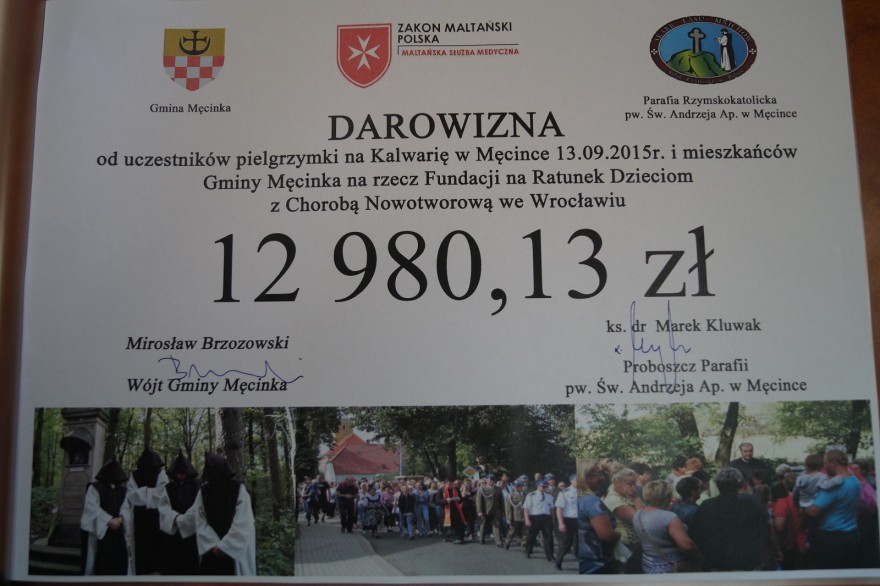 Gmina Męcinka
ZAKON MALTAŃSKI
POLSKA
MALTAŃSKA SŁUŻBA MEDYCZNA
Parafia Rzymskokatolicka
pw. Św. Andrzeja Ap. w Męcince
DAROWIZNA
od uczestników pielgrzymki na Kalwarię w Męcince 13.09.2015r. i mieszkańców
Gminy Męcinka na rzecz Fundacji na Ratunek Dzieciom
z Chorobą Nowotworową we Wrocławiu
12 980,13 zł
Mirosław Brzozowski
Wójt Gminy Męcinka
ks. dr Marek Kluwak
Proboszcz Parafii
pw. Św. Andrzeja Ap. w Męcince